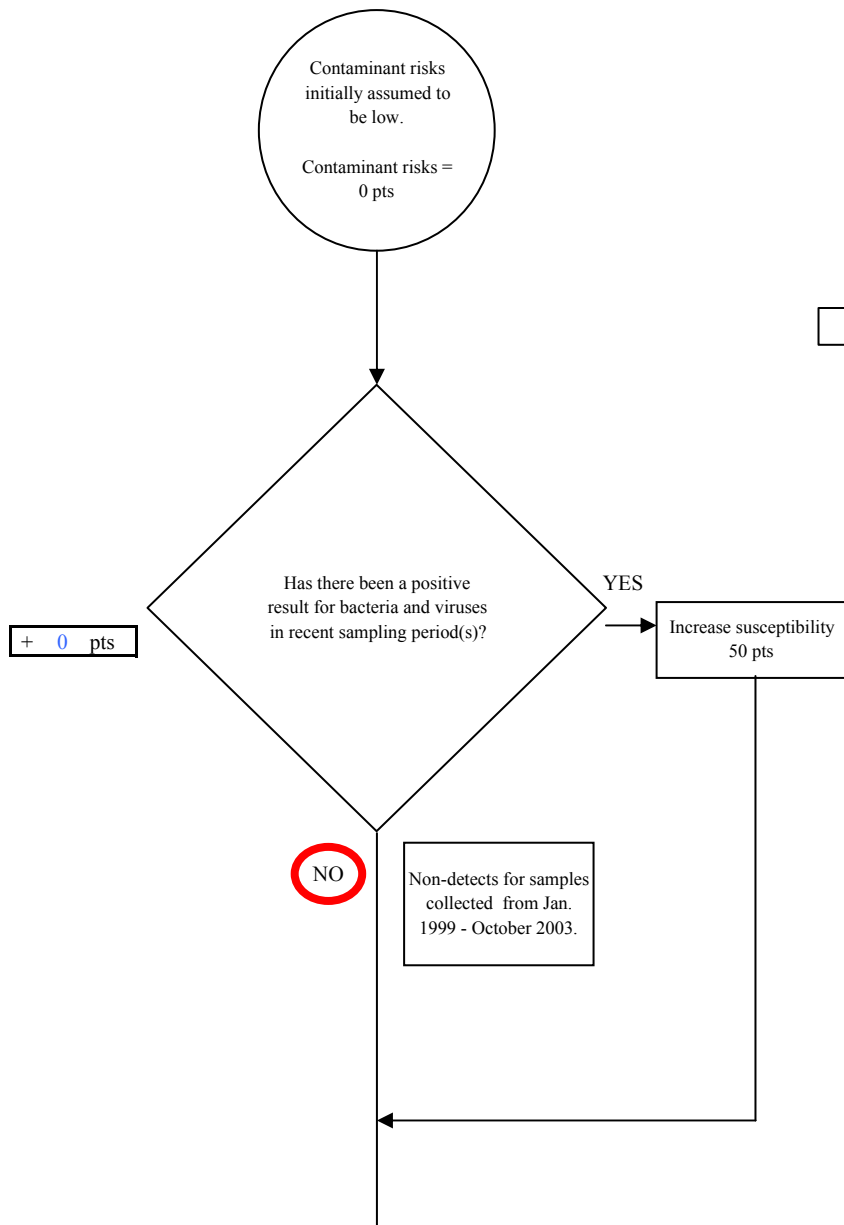 Contaminant risks
initially assumed to
be low.
Contaminant risks =
0 pts
Has there been a positive
result for bacteria and viruses
in recent sampling period(s)?
YES
+ 0 pts
Increase susceptibility
50 pts
NO
Non-detects for samples
collected from Jan.
1999 - October 2003.